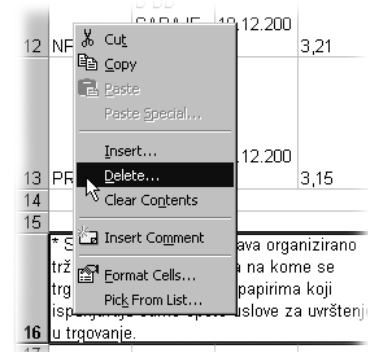 12 NF 18.12.200 3,21
Cut
Copy
Paste
Paste Special...
Insert...
Delete...
Clear Contents
Insert Comment
Format Cells...
Pick From List...
.12.200
13 PR 3,15
14
15
* S ava organizirano
trž a na kome se
trg papirima koji
uslove za uvrštenj
16 u trgovanje.